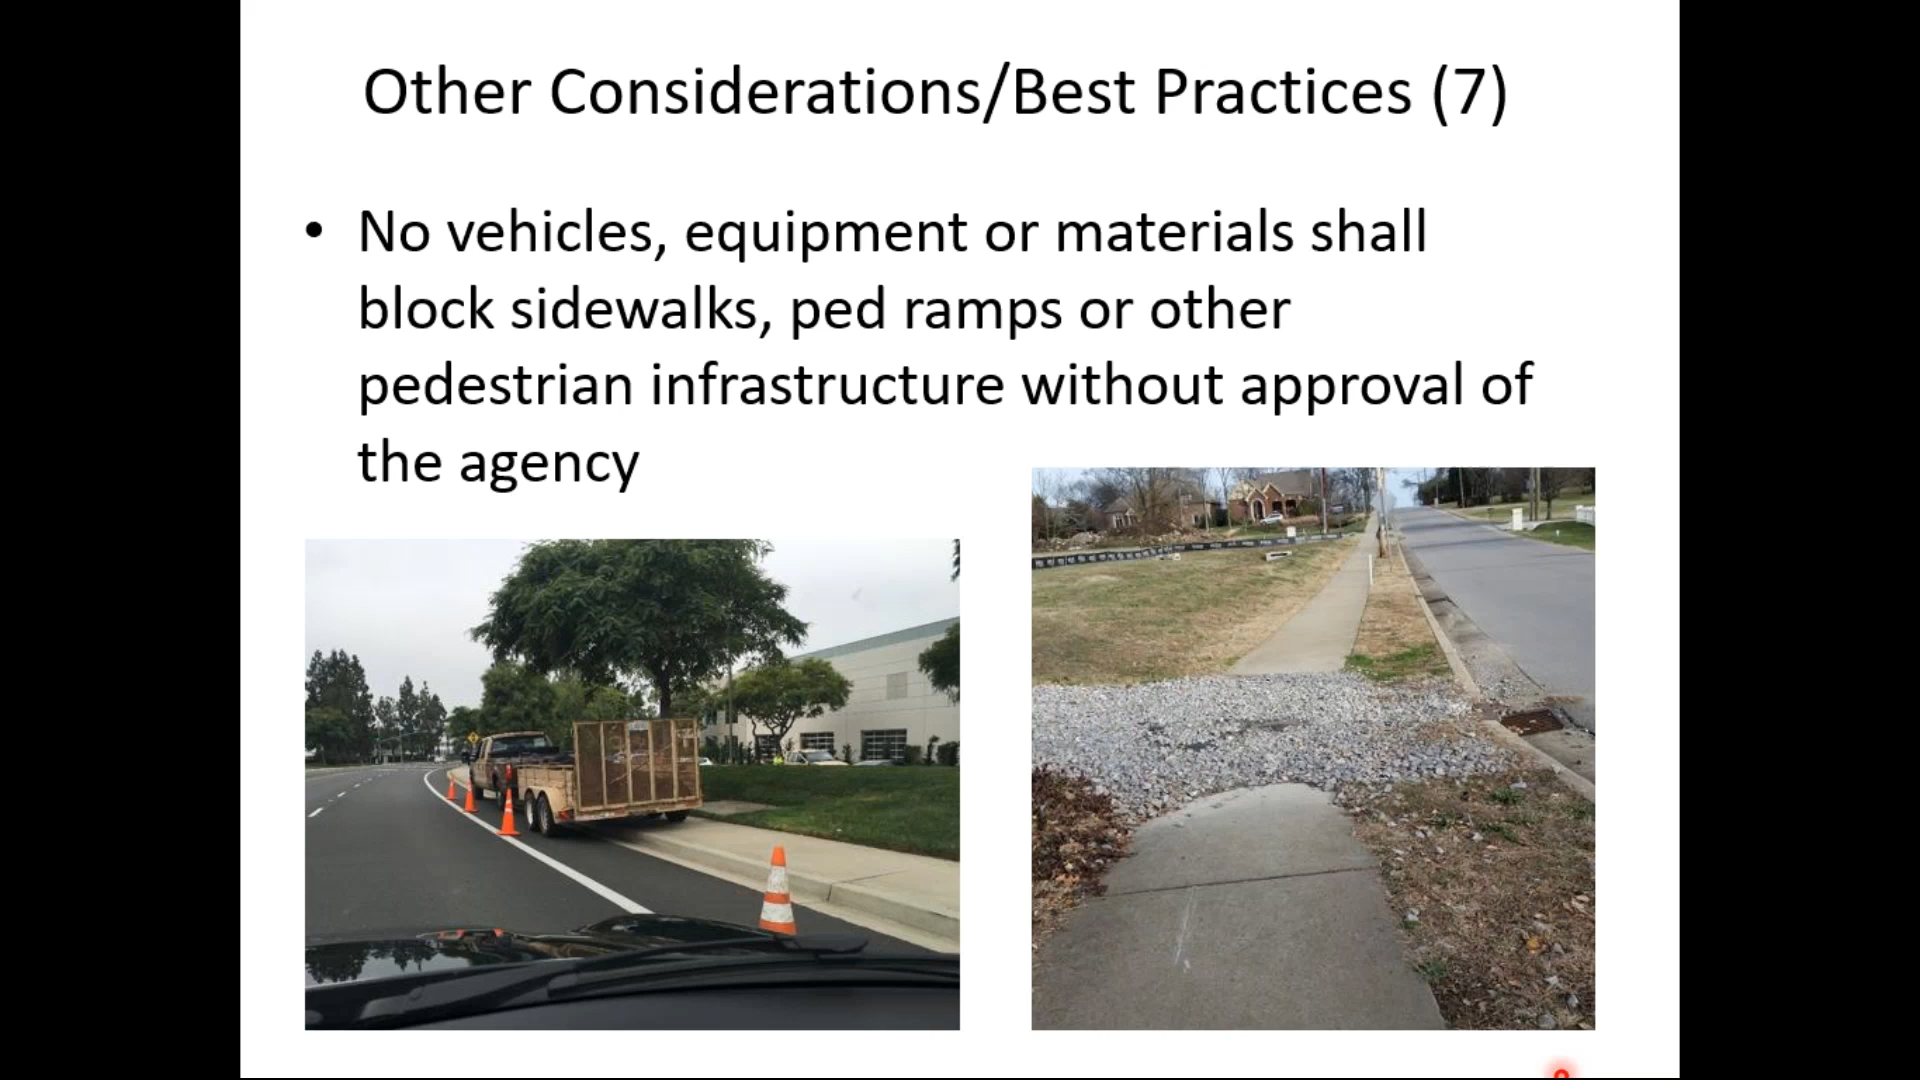 Other Considerations/Best Practices (7)
• No vehicles, equipment or materials shall
block sidewalks, ped ramps or other
pedestrian infrastructure without approval of
the agency